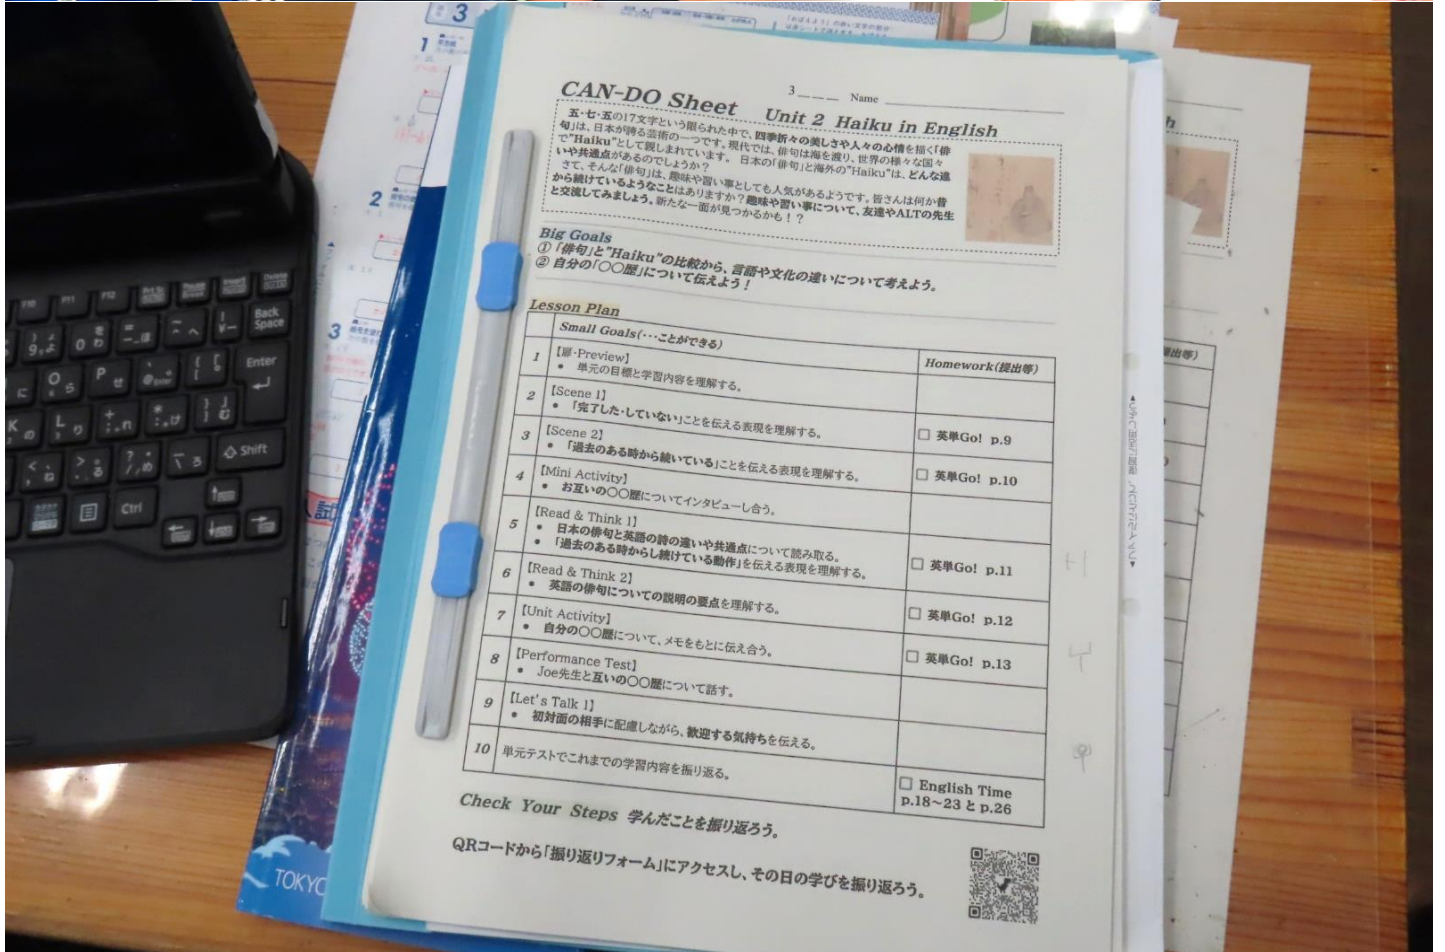 3 _ _ _ Name
CAN-DO Sheet Unit 2 Haiku in English
五・七・五の17文字という限られた中で、四季折々の美しさや人々の心情を描く「俳
句」は、日本が誇る芸術の一つです。現代では、俳句は海を渡り、世界の様々な国々
で"Haiku"として親しまれています。 日本の「俳句」と海外の"Haiku"は、どんな違
いや共通点があるのでしょうか？
さて、そんな「俳句」は、趣味や習い事としても人気があるようです。皆さんは何か昔
から続けているようなことはありますか？趣味や習い事について、友達やALTの先生
と交流してみましょう。新たな一面が見つかるかも！？
Big Goals
① 「俳句」と"Haiku"の比較から、言語や文化の違いについて考えよう。
② 自分の「〇〇歴」について伝えよう！
Lesson Plan
Small Goals(・・・ことができる)
Homework(提出等)
1 【扉・Preview】
• 単元の目標と学習内容を理解する。
2 【Scene 1】
• 「完了した・していない」ことを伝える表現を理解する。
□ 英単Go! p.9
3 【Scene 2】
• 「過去のある時から続いている」ことを伝える表現を理解する。
□ 英単Go! p.10
4 【Mini Activity】
• お互いの〇〇歴についてインタビューし合う。
5 【Read & Think 1】
• 日本の俳句と英語の詩の違いや共通点について読み取る。
• 「過去のある時からし続けている動作」を伝える表現を理解する。
□ 英単Go! p.11
6 【Read & Think 2】
• 英語の俳句についての説明の要点を理解する。
□ 英単Go! p.12
7 【Unit Activity】
• 自分の〇〇歴について、メモをもとに伝え合う。
□ 英単Go! p.13
8 【Performance Test】
• Joe先生と互いの〇〇歴について話す。
9 【Let's Talk 1】
• 初対面の相手に配慮しながら、歓迎する気持ちを伝える。
10 単元テストでこれまでの学習内容を振り返る。
□ English Time
p.18～23 と p.26
Check Your Steps 学んだことを振り返ろう。
QRコードから「振り返りフォーム」にアクセスし、その日の学びを振り返ろう。
TOKYO
F10 F11 F12 Prt Sc Pause Break Insert Delete
Back Space
Enter
Shift
Ctrl